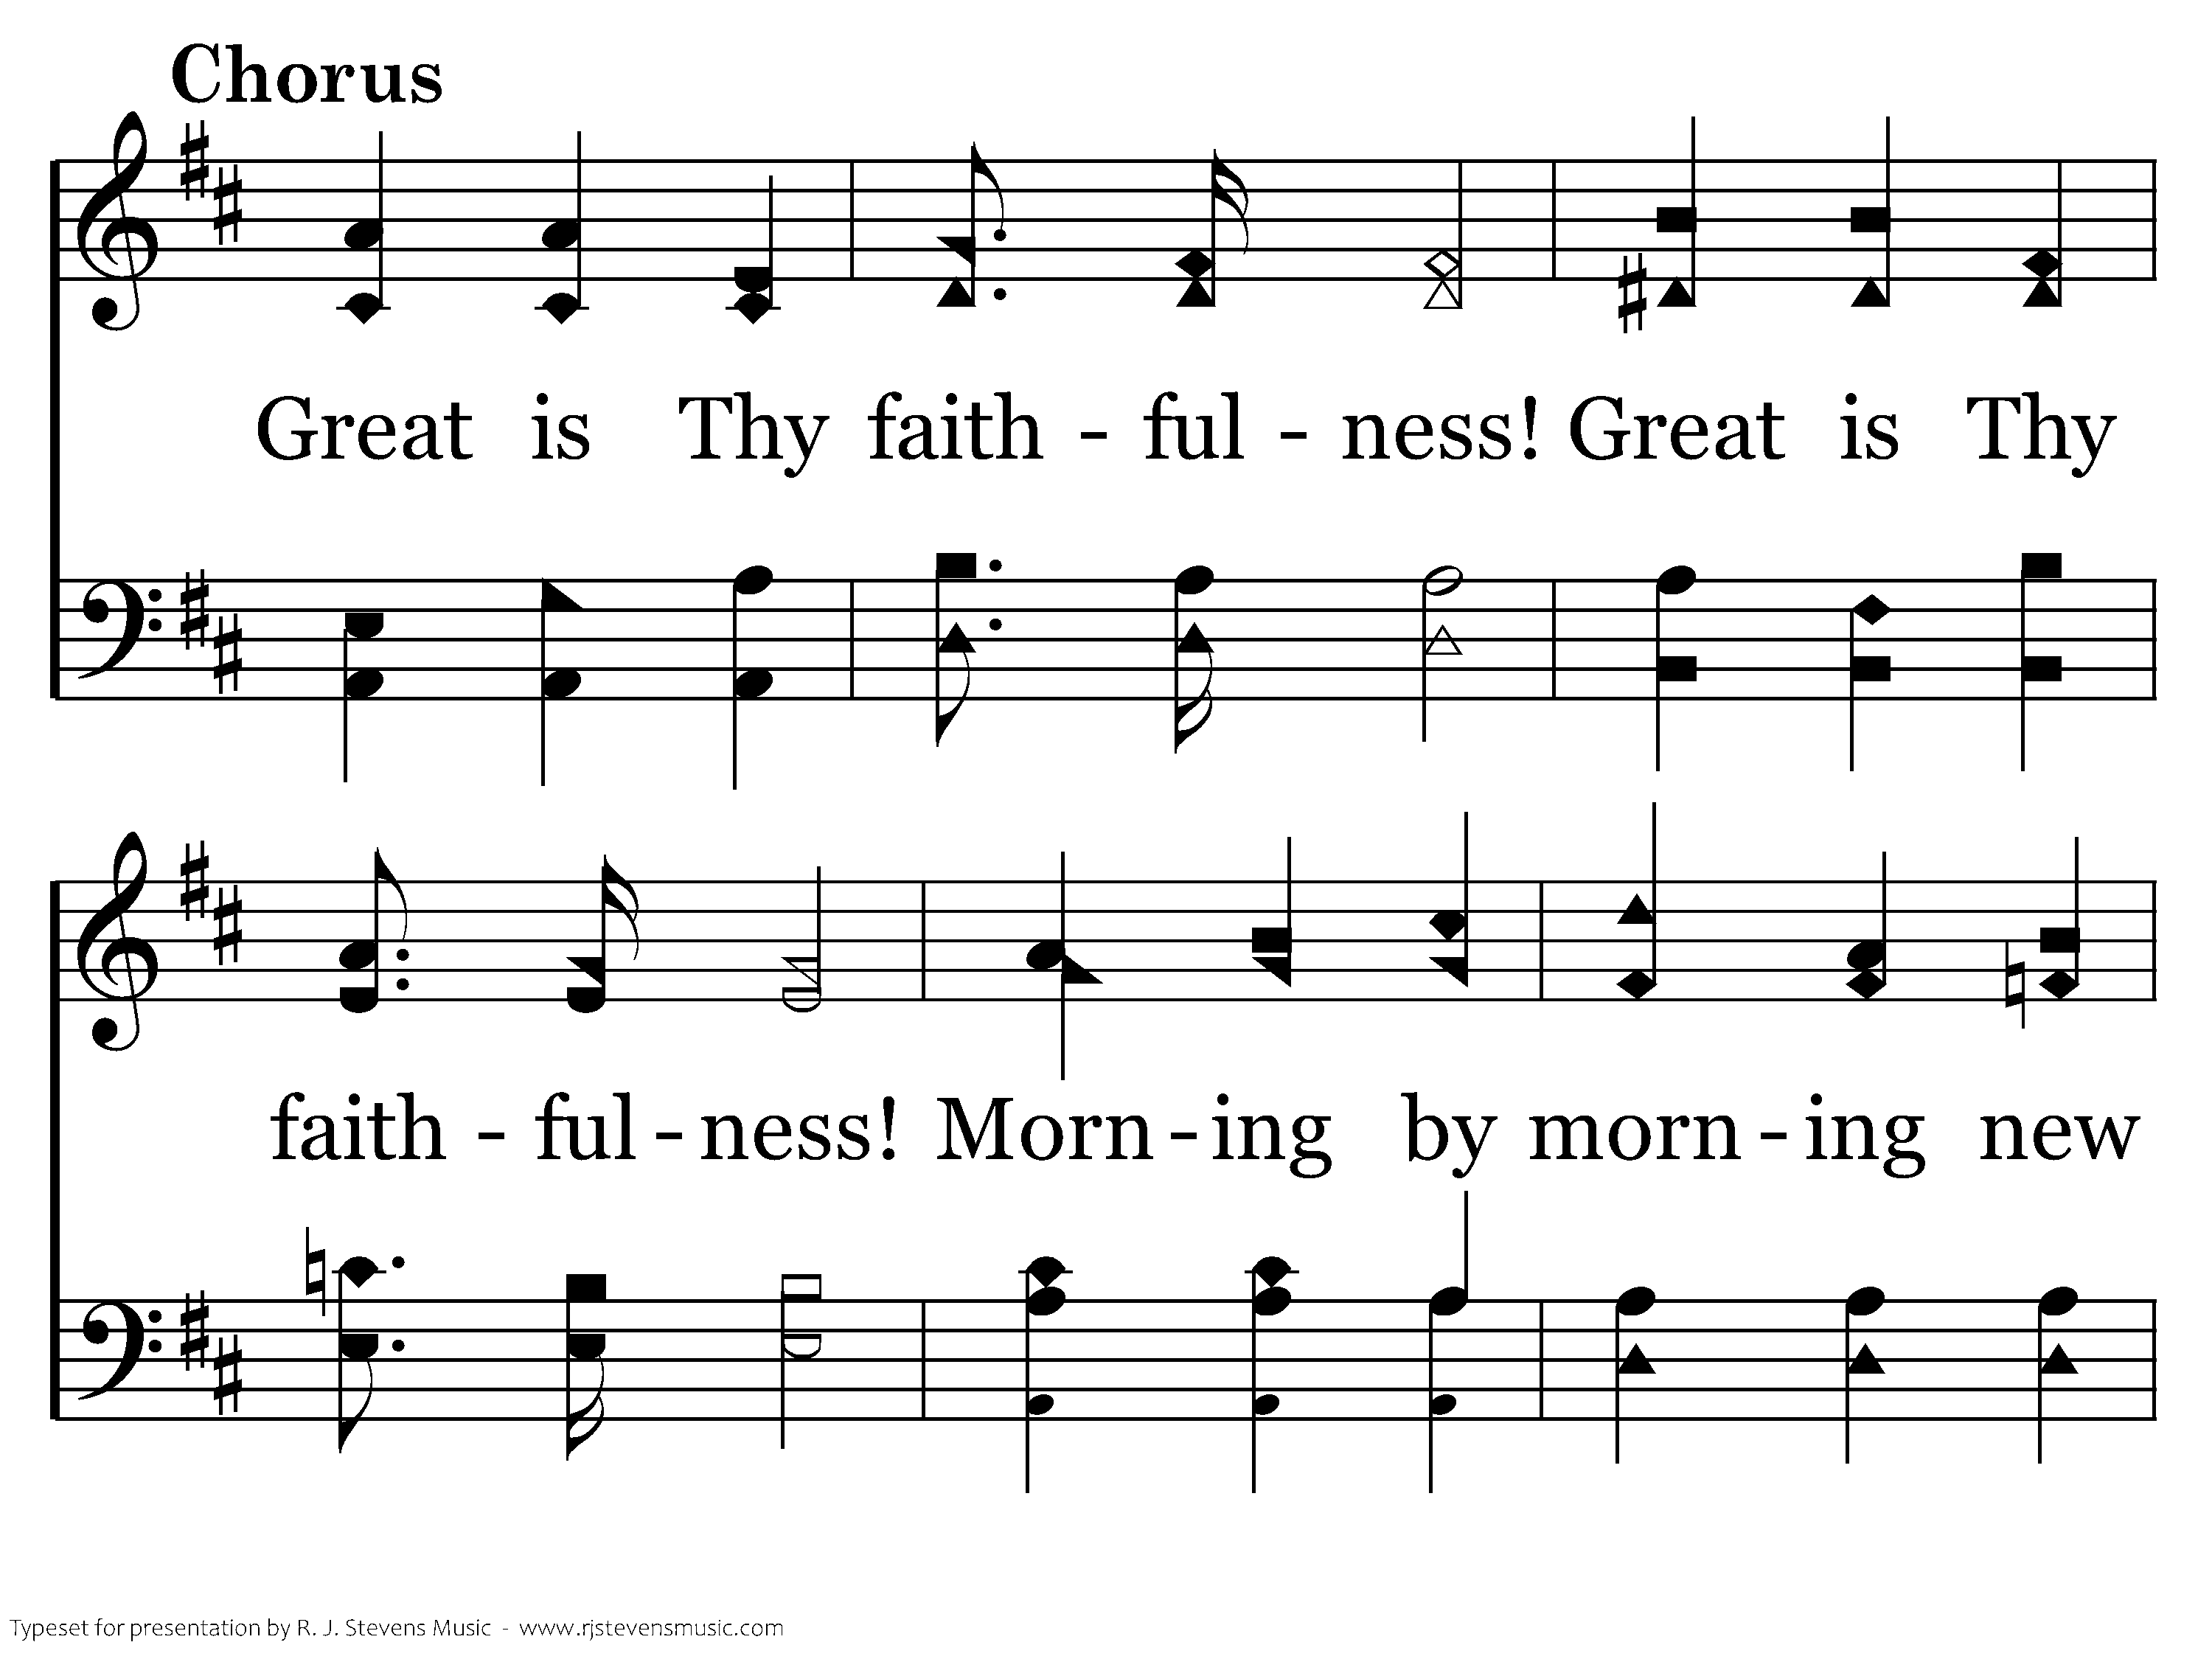 Chorus
Great is Thy faith - ful - ness! Great is Thy
faith - ful - ness! Morn - ing by morn - ing new
Typeset for presentation by R. J. Stevens Music - www.rjstevensmusic.com